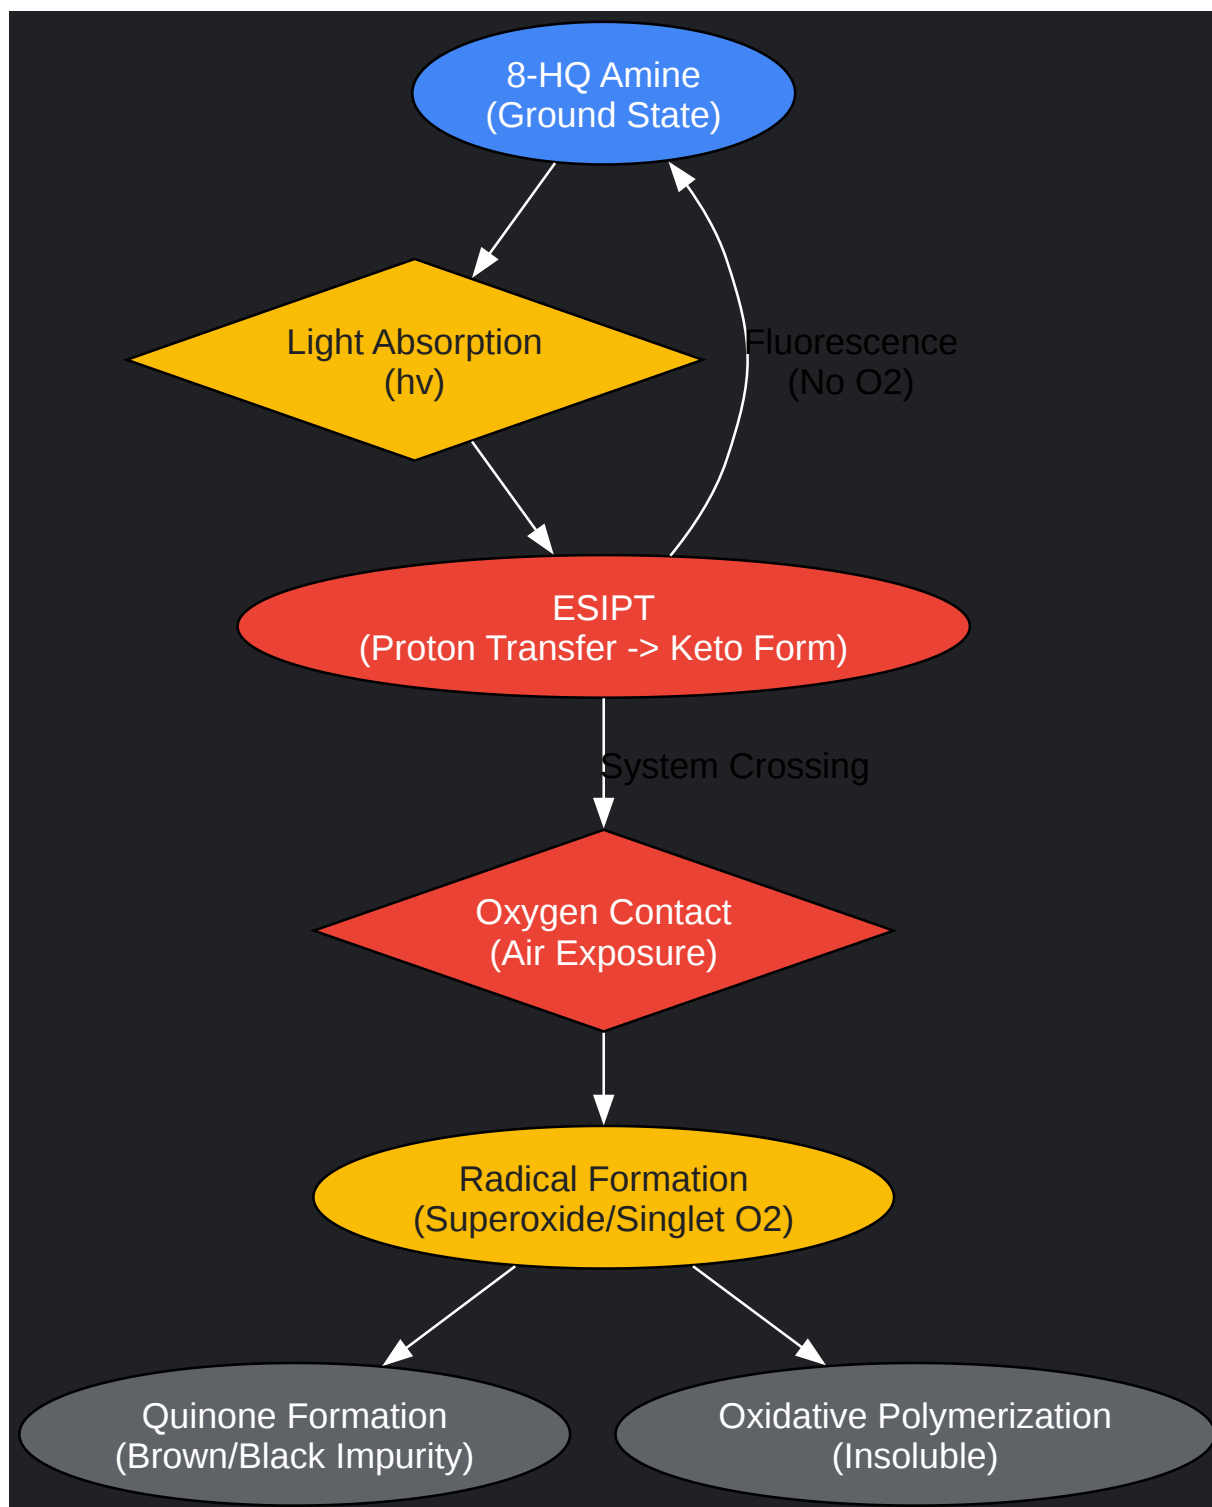 8-HQ Amine
(Ground State)
Light Absorption
(hv)
Fluorescence
(No O2)
ESIPT
(Proton Transfer -> Keto Form)
System Crossing
Oxygen Contact
(Air Exposure)
Radical Formation
(Superoxide/Singlet O2)
Quinone Formation
(Brown/Black Impurity)
Oxidative Polymerization
(Insoluble)